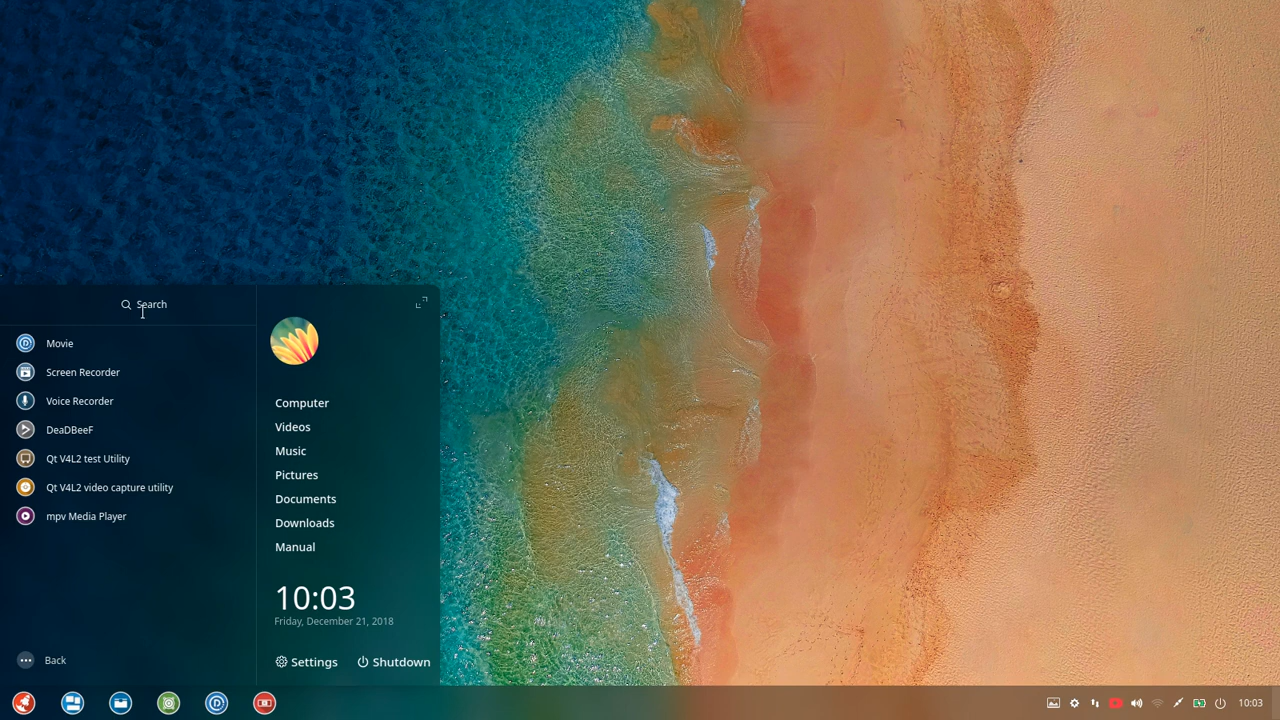 Search
Movie
Screen Recorder
Voice Recorder
DeaDBeeF
Qt V4L2 test Utility
Qt V4L2 video capture utility
mpv Media Player
Back
Computer
Videos
Music
Pictures
Documents
Downloads
Manual
10:03
Friday, December 21, 2018
Settings Shutdown
10:03